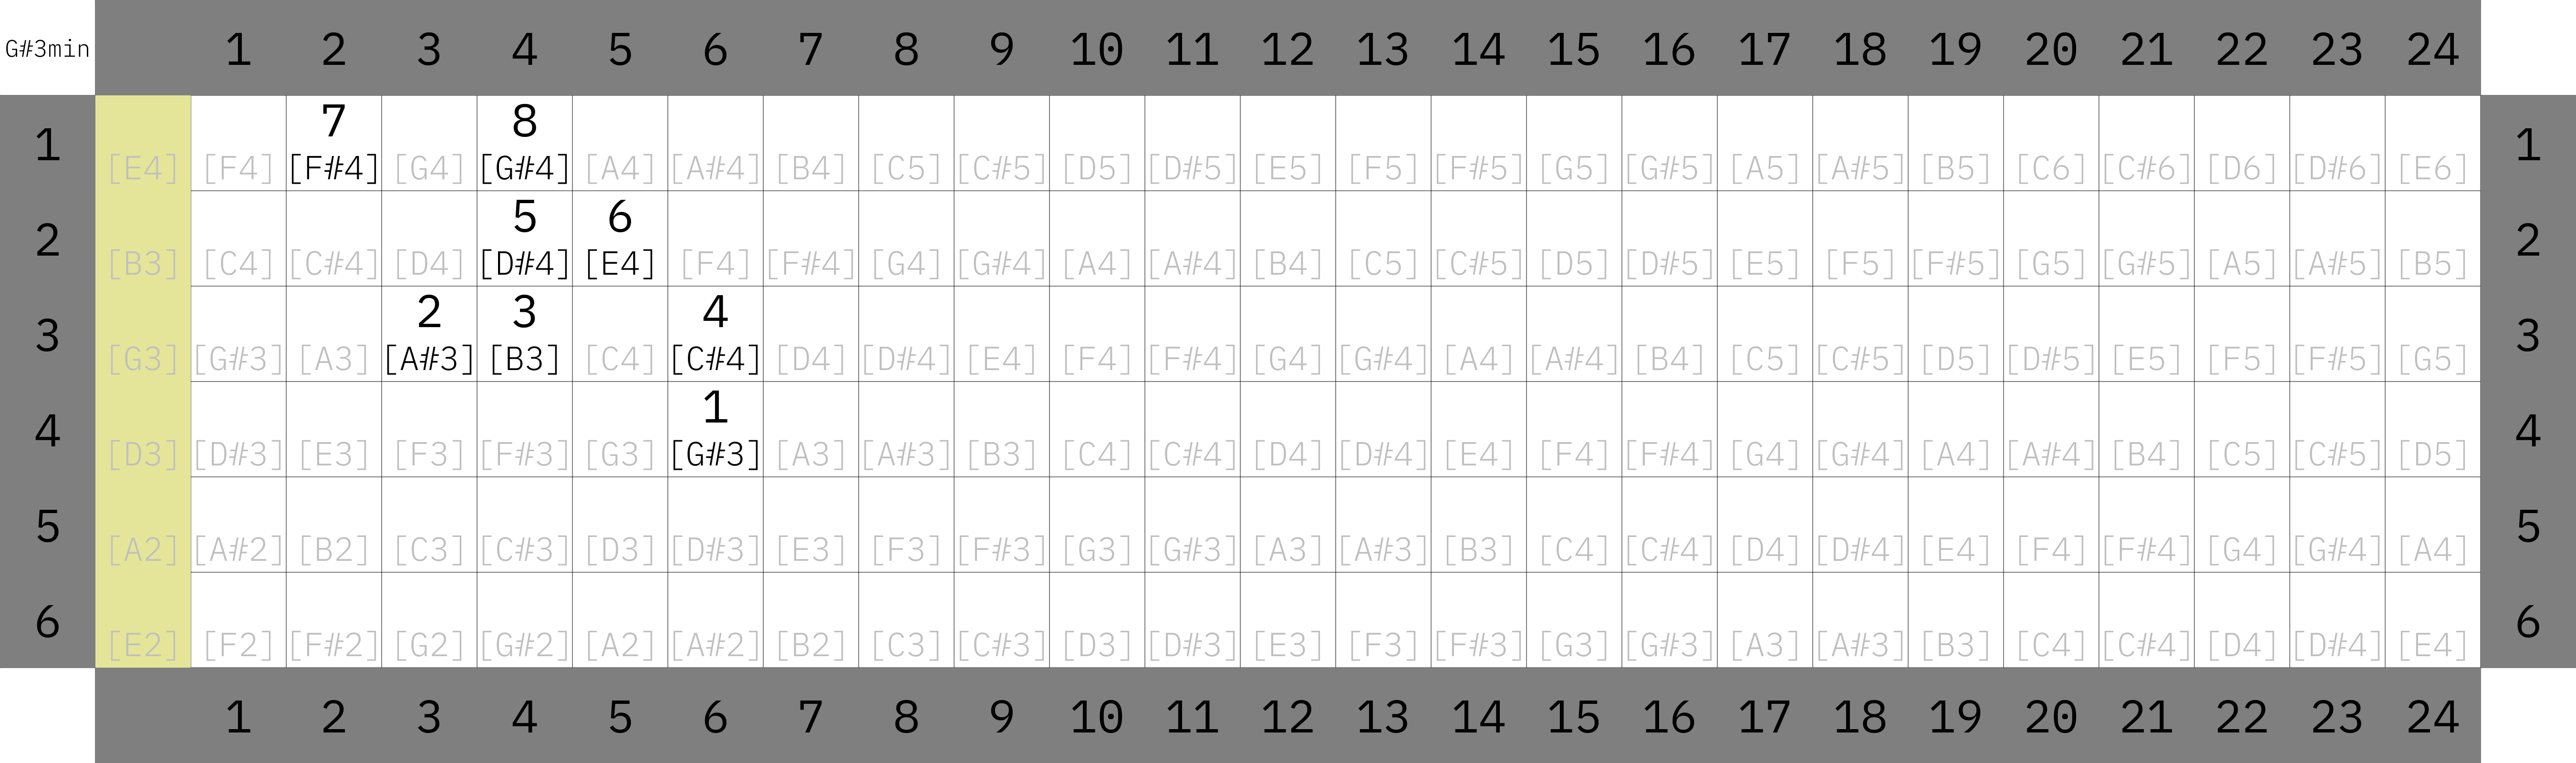 G#3min 1 2 3 4 5 6 7 8 9 10 11 12 13 14 15 16 17 18 19 20 21 22 23 24
7 8
1 [E4] [F4] [F#4] [G4] [G#4] [A4] [A#4] [B4] [C5] [C#5] [D5] [D#5] [E5] [F5] [F#5] [G5] [G#5] [A5] [A#5] [B5] [C6] [C#6] [D6] [D#6] [E6] 1
5 6
2 [B3] [C4] [C#4] [D4] [D#4] [E4] [F4] [F#4] [G4] [G#4] [A4] [A#4] [B4] [C5] [C#5] [D5] [D#5] [E5] [F5] [F#5] [G5] [G#5] [A5] [A#5] [B5] 2
2 3 4
3 [G3] [G#3] [A3] [A#3] [B3] [C4] [C#4] [D4] [D#4] [E4] [F4] [F#4] [G4] [G#4] [A4] [A#4] [B4] [C5] [C#5] [D5] [D#5] [E5] [F5] [F#5] [G5] 3
1
4 [D3] [D#3] [E3] [F3] [F#3] [G3] [G#3] [A3] [A#3] [B3] [C4] [C#4] [D4] [D#4] [E4] [F4] [F#4] [G4] [G#4] [A4] [A#4] [B4] [C5] [C#5] [D5] 4
5 [A2] [A#2] [B2] [C3] [C#3] [D3] [D#3] [E3] [F3] [F#3] [G3] [G#3] [A3] [A#3] [B3] [C4] [C#4] [D4] [D#4] [E4] [F4] [F#4] [G4] [G#4] [A4] 5
6 [E2] [F2] [F#2] [G2] [G#2] [A2] [A#2] [B2] [C3] [C#3] [D3] [D#3] [E3] [F3] [F#3] [G3] [G#3] [A3] [A#3] [B3] [C4] [C#4] [D4] [D#4] [E4] 6
1 2 3 4 5 6 7 8 9 10 11 12 13 14 15 16 17 18 19 20 21 22 23 24